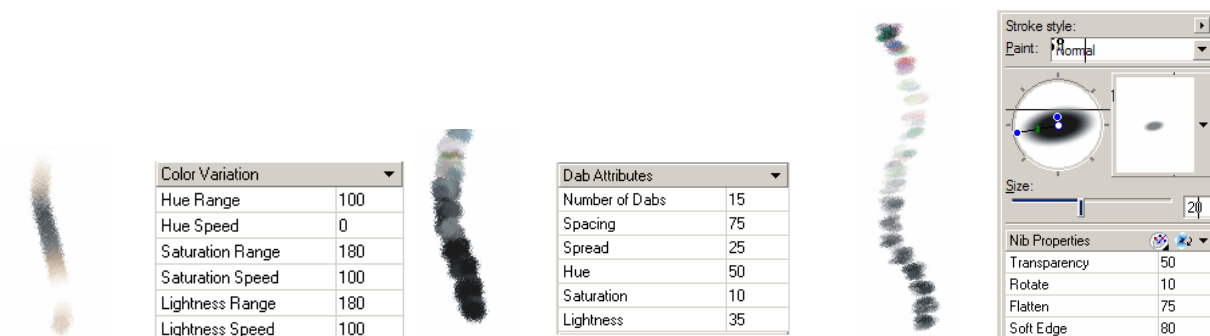 Color Variation
Hue Range 100
Hue Speed 0
Saturation Range 180
Saturation Speed 100
Lightness Range 180
Lightness Speed 100
Dab Attributes
Number of Dabs 15
Spacing 75
Spread 25
Hue 50
Saturation 10
Lightness 35
Stroke style:
Paint: Normal
Size:
20
Nib Properties
Transparency 50
Rotate 10
Flatten 75
Soft Edge 80